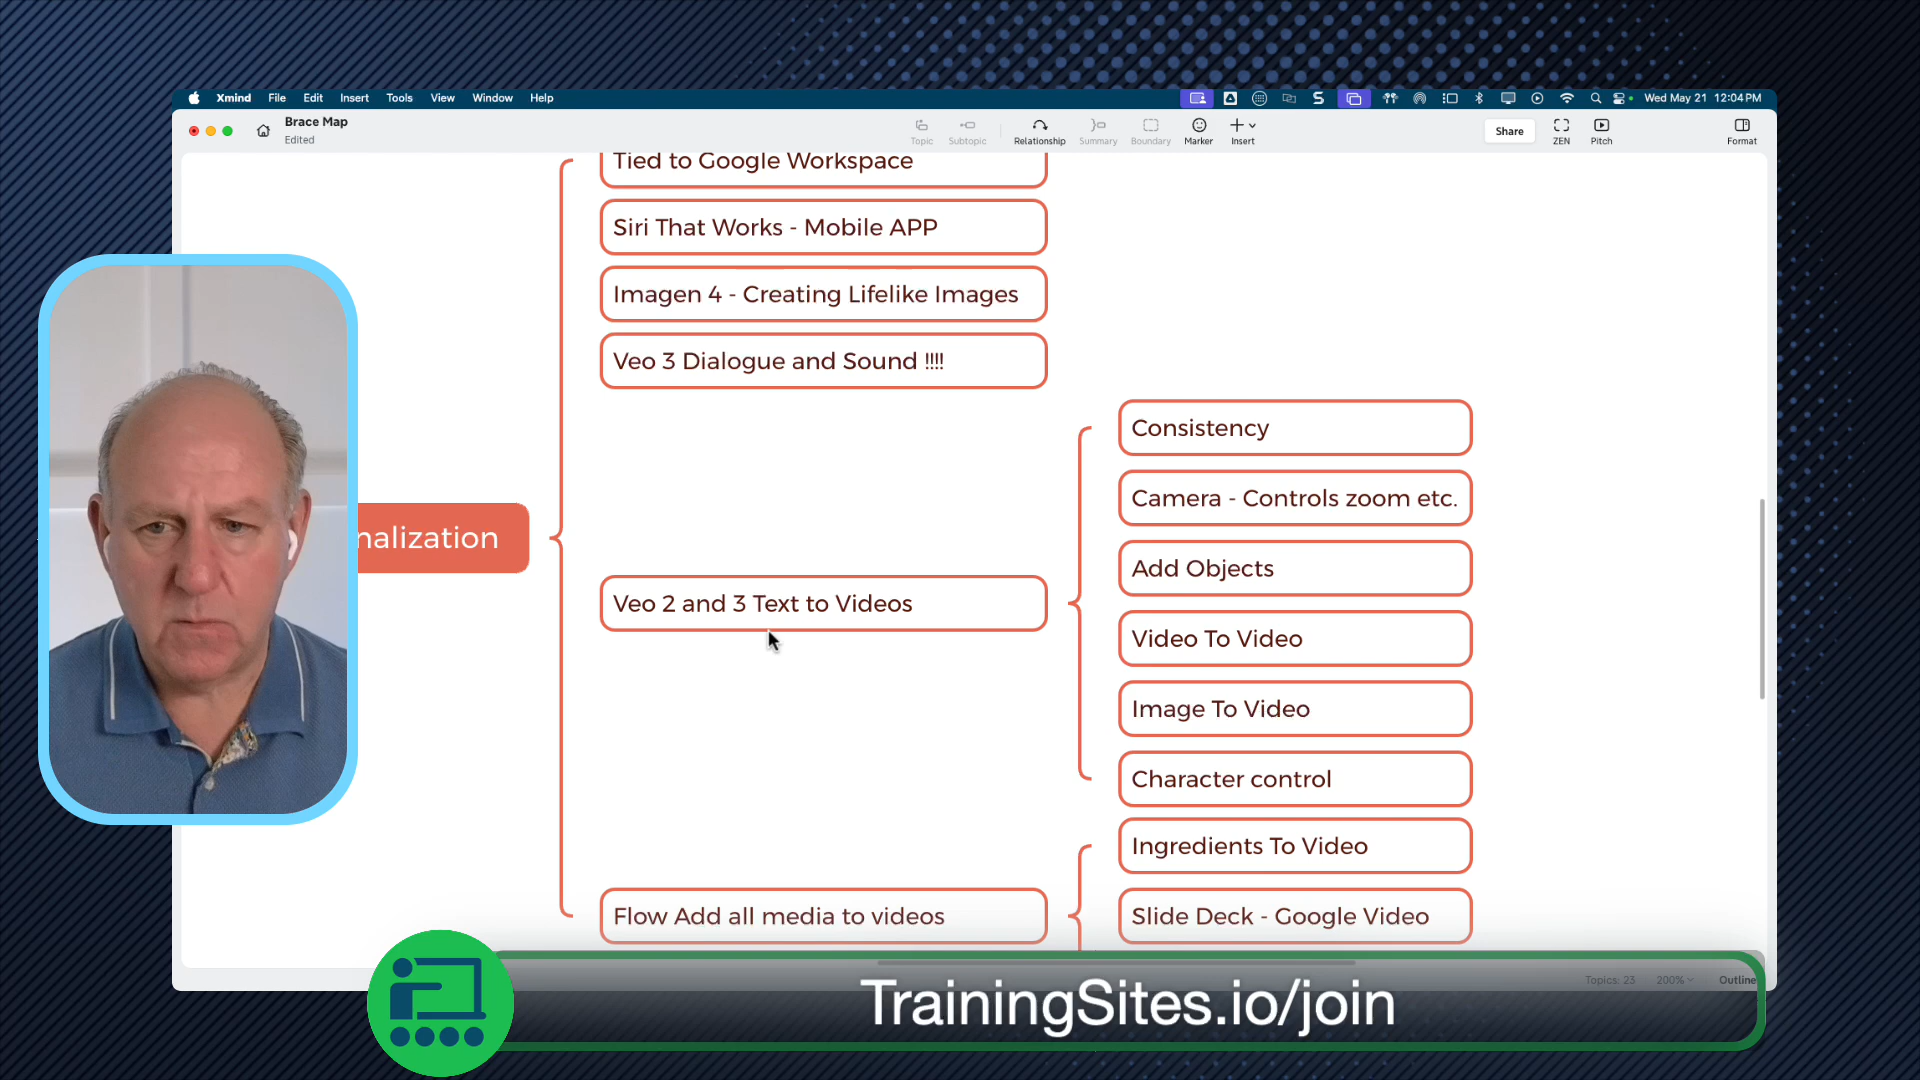 Xmind File Edit Insert Tools View Window Help
Wed May 21 12:04 PM
Brace Map
Edited
Topic Subtopic Relationship Summary Boundary Marker Insert
Share ZEN Pitch Format
Tied to Google Workspace
Siri That Works - Mobile APP
Imagen 4 - Creating Lifelike Images
Veo 3 Dialogue and Sound !!!!
nalization
Veo 2 and 3 Text to Videos
Consistency
Camera - Controls zoom etc.
Add Objects
Video To Video
Image To Video
Character control
Flow Add all media to videos
Ingredients To Video
Slide Deck - Google Video
Topics: 23 200% Outline
TrainingSites.io/join